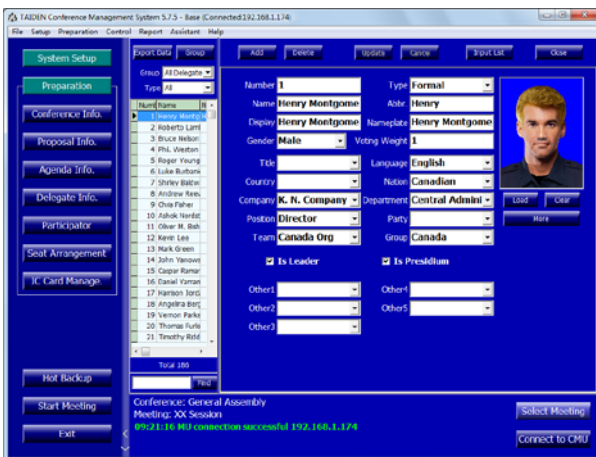 TAIDEN Conference Management System 5.7.5 - Base (Connected:192.168.1.174)
File Setup Preparation Control Report Assistant Help
System Setup
Preparation
Conference Info.
Proposal Info.
Agenda Info.
Delegate Info.
Participator
Seat Arrangement
IC Card Manage.
Hot Backup
Start Meeting
Exit
Export Data Group
Group All Delegate
Type All
Num Name
1 Henry Montg
2 Roberto Lam
3 Bruce Nelson
4 Phil. Weston
5 Roger Young
6 Luke Burbank
7 Shirley Baldw
8 Andrew Reev
9 Chris Fisher
10 Ashok Nordst
11 Oliver M. Bish
12 Kevin Lee
13 Mark Green
14 John Yanows
15 Caspar Ramar
16 Daniel Yaman
17 Harrison Jord
18 Angelina Berg
19 Vernon Parke
20 Thomas Furle
21 Timothy Ridd
Total 186
Find
Add Delete Update Cancel Input List Close
Number 1 Type Formal
Name Henry Montgome Abbr. Henry
Display Henry Montgome Nameplate Henry Montgome
Gender Male Voting Weight 1
Title Language English
Country Nation Canadian
Company K. N. Company Department Central Admini
Position Director Party
Team Canada Org Group Canada
Is Leader Is Presidium
Other1 Other4
Other2 Other5
Other3
Load Clear
More
Conference: General Assembly
Meeting: XX Session
09:21:16 MU connection successful 192.168.1.174
Select Meeting
Connect to CMU